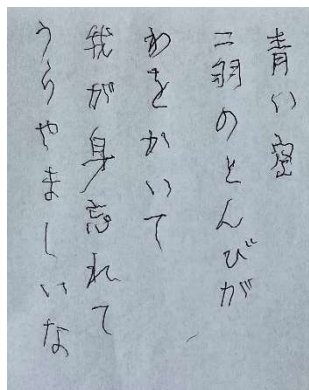 青い空
二羽のとんびが
わをかいて
我が身忘れて
うらやましいな